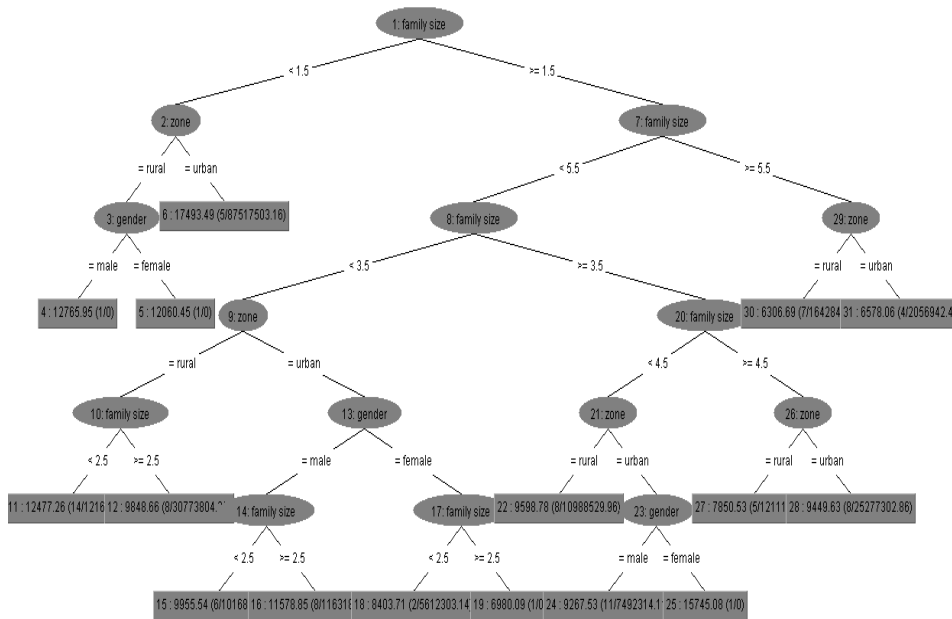 1: family size
< 1.5
>= 1.5
2: zone
7: family size
= rural
= urban
< 5.5
>= 5.5
3: gender
6 : 17493.49 (5/87517503.16)
8: family size
29: zone
= male
= female
< 3.5
>= 3.5
= rural
= urban
4 : 12765.95 (1/0)
5 : 12060.45 (1/0)
9: zone
20: family size
30 : 6306.69 (7/164284
31 : 6578.06 (4/2056942.4
= rural
= urban
< 4.5
>= 4.5
10: family size
13: gender
21: zone
26: zone
< 2.5
>= 2.5
= male
= female
= rural
= urban
= rural
= urban
11 : 12477.26 (14/1216
12 : 9848.66 (8/30773804.
14: family size
17: family size
22 : 9598.78 (8/10988529.96)
23: gender
27 : 7850.53 (5/12111
28 : 9449.63 (8/25277302.86)
< 2.5
>= 2.5
< 2.5
>= 2.5
= male
= female
15 : 9955.54 (6/10168
16 : 11578.85 (8/116318
18 : 8403.71 (2/5612303.14)
19 : 6980.09 (1/0
24 : 9267.53 (11/7492314.1
25 : 15745.08 (1/0)